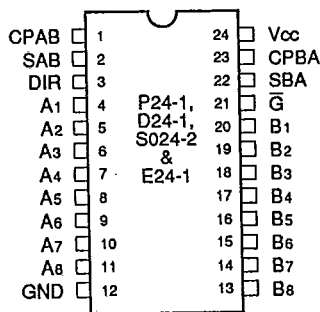 CPAB 1 24 Vcc
SAB 2 23 CPBA
DIR 3 22 SBA
A1 4 P24-1, 21 G̅
A2 5 D24-1, 20 B1
A3 6 S024-2 19 B2
A4 7 & 18 B3
A5 8 E24-1 17 B4
A6 9 16 B5
A7 10 15 B6
A8 11 14 B7
GND 12 13 B8